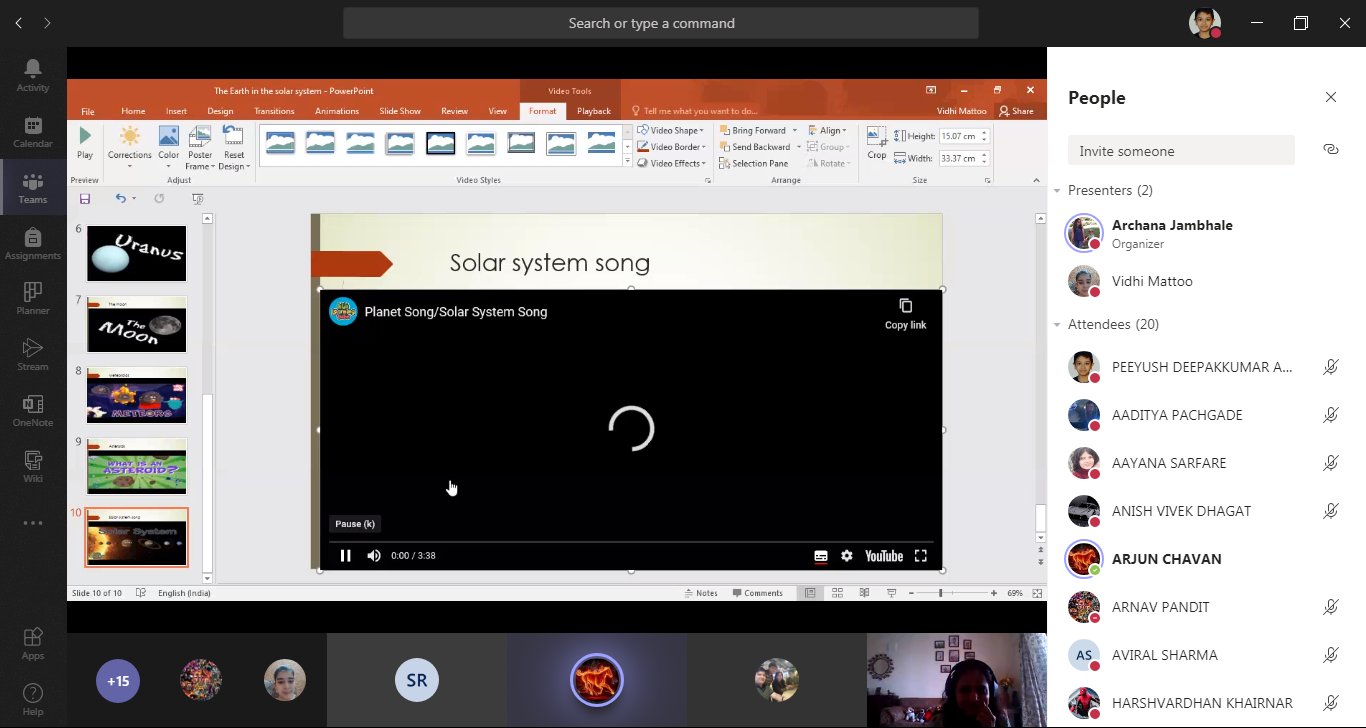 Search or type a command
Activity
Calendar
Teams
Assignments
Planner
Stream
OneNote
Wiki
Apps
Help
The Earth in the solar system - PowerPoint
Video Tools
File Home Insert Design Transitions Animations Slide Show Review View Format Playback Tell me what you want to do... Vidhi Mattoo Share
Play
Preview
Corrections
Color
Poster Frame
Reset Design
Adjust
Video Styles
Video Shape
Video Border
Video Effects
Bring Forward
Send Backward
Selection Pane
Align
Group
Rotate
Arrange
Crop
Height: 15.07 cm
Width: 33.37 cm
Size
6
Uranus
7
The moon
The Moon
8
METEORS
9
Asteroids
WHAT IS AN ASTEROID?
10
Solar system song
Solar System
Solar system song
Planet Song/Solar System Song
Copy link
Pause (k)
0:00 / 3:38
YouTube
Slide 10 of 10 English (India)
Notes Comments 69%
+15
SR
People
Invite someone
Presenters (2)
Archana Jambhale
Organizer
Vidhi Mattoo
Attendees (20)
PEEYUSH DEEPAKKUMAR A...
AADITYA PACHGADE
AAYANA SARFARE
ANISH VIVEK DHAGAT
ARJUN CHAVAN
ARNAV PANDIT
AS AVIRAL SHARMA
HARSHVARDHAN KHAIRNAR